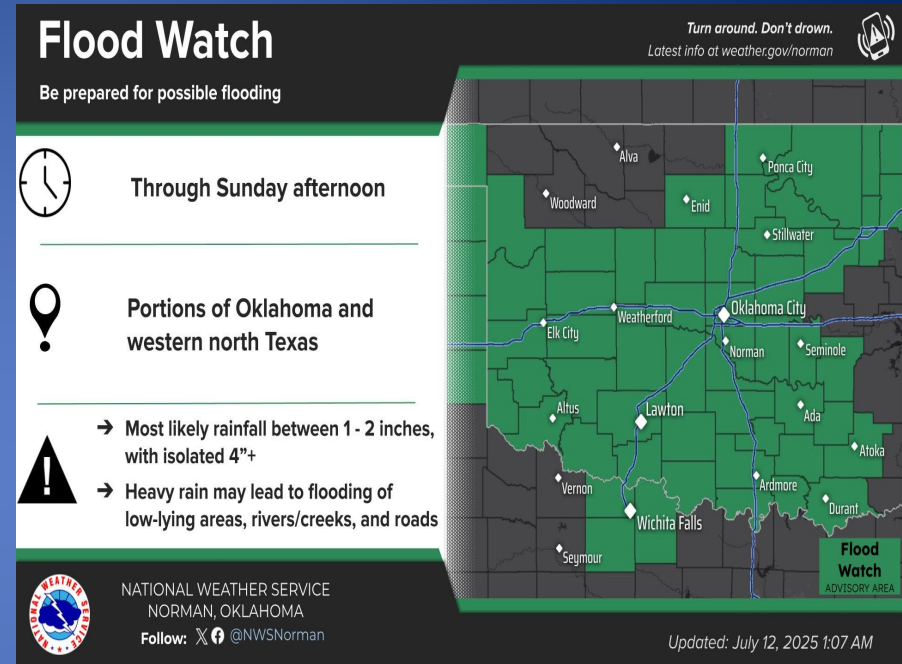 Flood Watch
Be prepared for possible flooding
Turn around. Don't drown.
Latest info at weather.gov/norman
Through Sunday afternoon
Portions of Oklahoma and
western north Texas
→ Most likely rainfall between 1 - 2 inches,
with isolated 4”+
→ Heavy rain may lead to flooding of
low-lying areas, rivers/creeks, and roads
Alva
Ponca City
Woodward
Enid
Stillwater
Oklahoma City
Weatherford
Elk City
Norman
Seminole
Altus
Lawton
Ada
Atoka
Vernon
Ardmore
Durant
Wichita Falls
Seymour
Flood
Watch
ADVISORY AREA
NATIONAL WEATHER SERVICE
NATIONAL WEATHER SERVICE
NORMAN, OKLAHOMA
Follow: @NWSNorman
Updated: July 12, 2025 1:07 AM